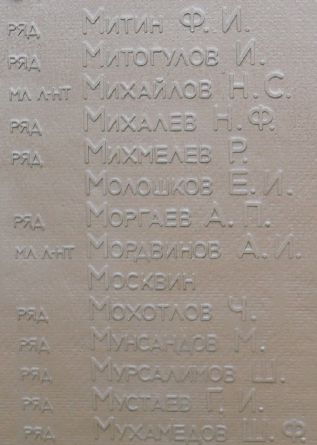 РЯД МИТИН Ф. И.
РЯД МИТОГУЛОВ И.
МЛ Л-НТ МИХАЙЛОВ Н. С.
РЯД МИХАЛЕВ Н. Ф.
РЯД МИХМЕЛЕВ Р.
МОЛОШКОВ Е. И.
РЯД МОРГАЕВ А. П.
МЛ Л-НТ МОРДВИНОВ А. И.
МОСКВИН
РЯД МОХОТЛОВ Ч.
РЯД МУНСАНДОВ М.
РЯД МУРСАЛИМОВ Ш.
РЯД МУСТАЕВ Г. И.
РЯД МУХАМЕДОВ Ш. Ф.